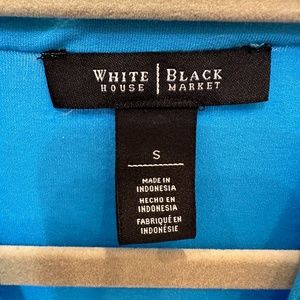 WHITE | BLACK
HOUSE | MARKET
S
MADE IN
INDONESIA
HECHO EN
INDONESIA
FABRIQUÉ EN
INDONÉSIE